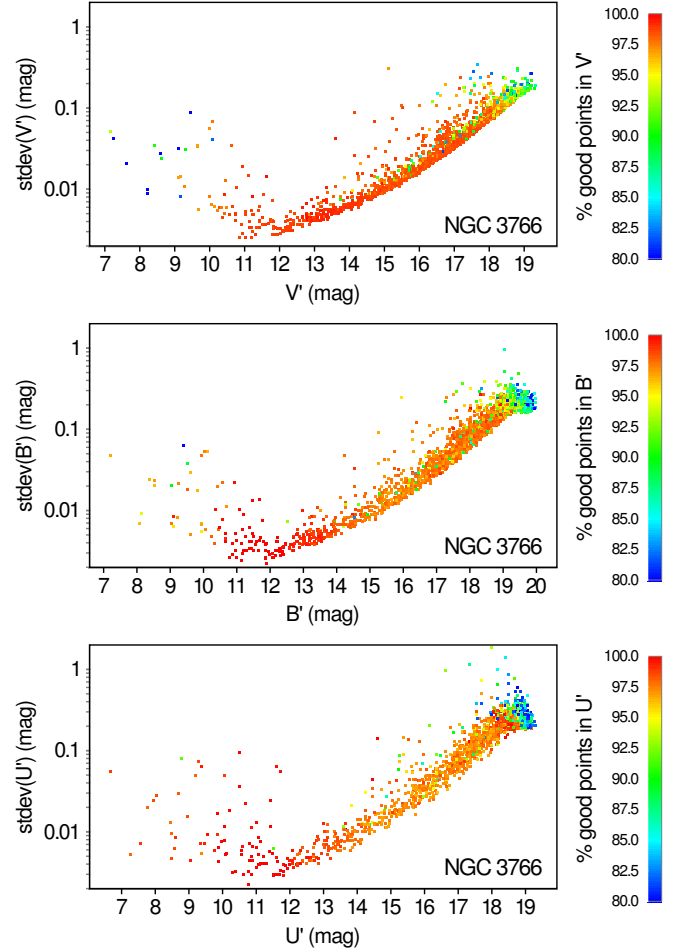 1
0.1
0.01
stdev(V') (mag)
NGC 3766
7 8 9 10 11 12 13 14 15 16 17 18 19
V' (mag)
100.0
97.5
95.0
92.5
90.0
87.5
85.0
82.5
80.0
% good points in V'
1
0.1
0.01
stdev(B') (mag)
NGC 3766
7 8 9 10 11 12 13 14 15 16 17 18 19 20
B' (mag)
100.0
97.5
95.0
92.5
90.0
87.5
85.0
82.5
80.0
% good points in B'
1
0.1
0.01
stdev(U') (mag)
NGC 3766
7 8 9 10 11 12 13 14 15 16 17 18 19
U' (mag)
100.0
97.5
95.0
92.5
90.0
87.5
85.0
82.5
80.0
% good points in U'